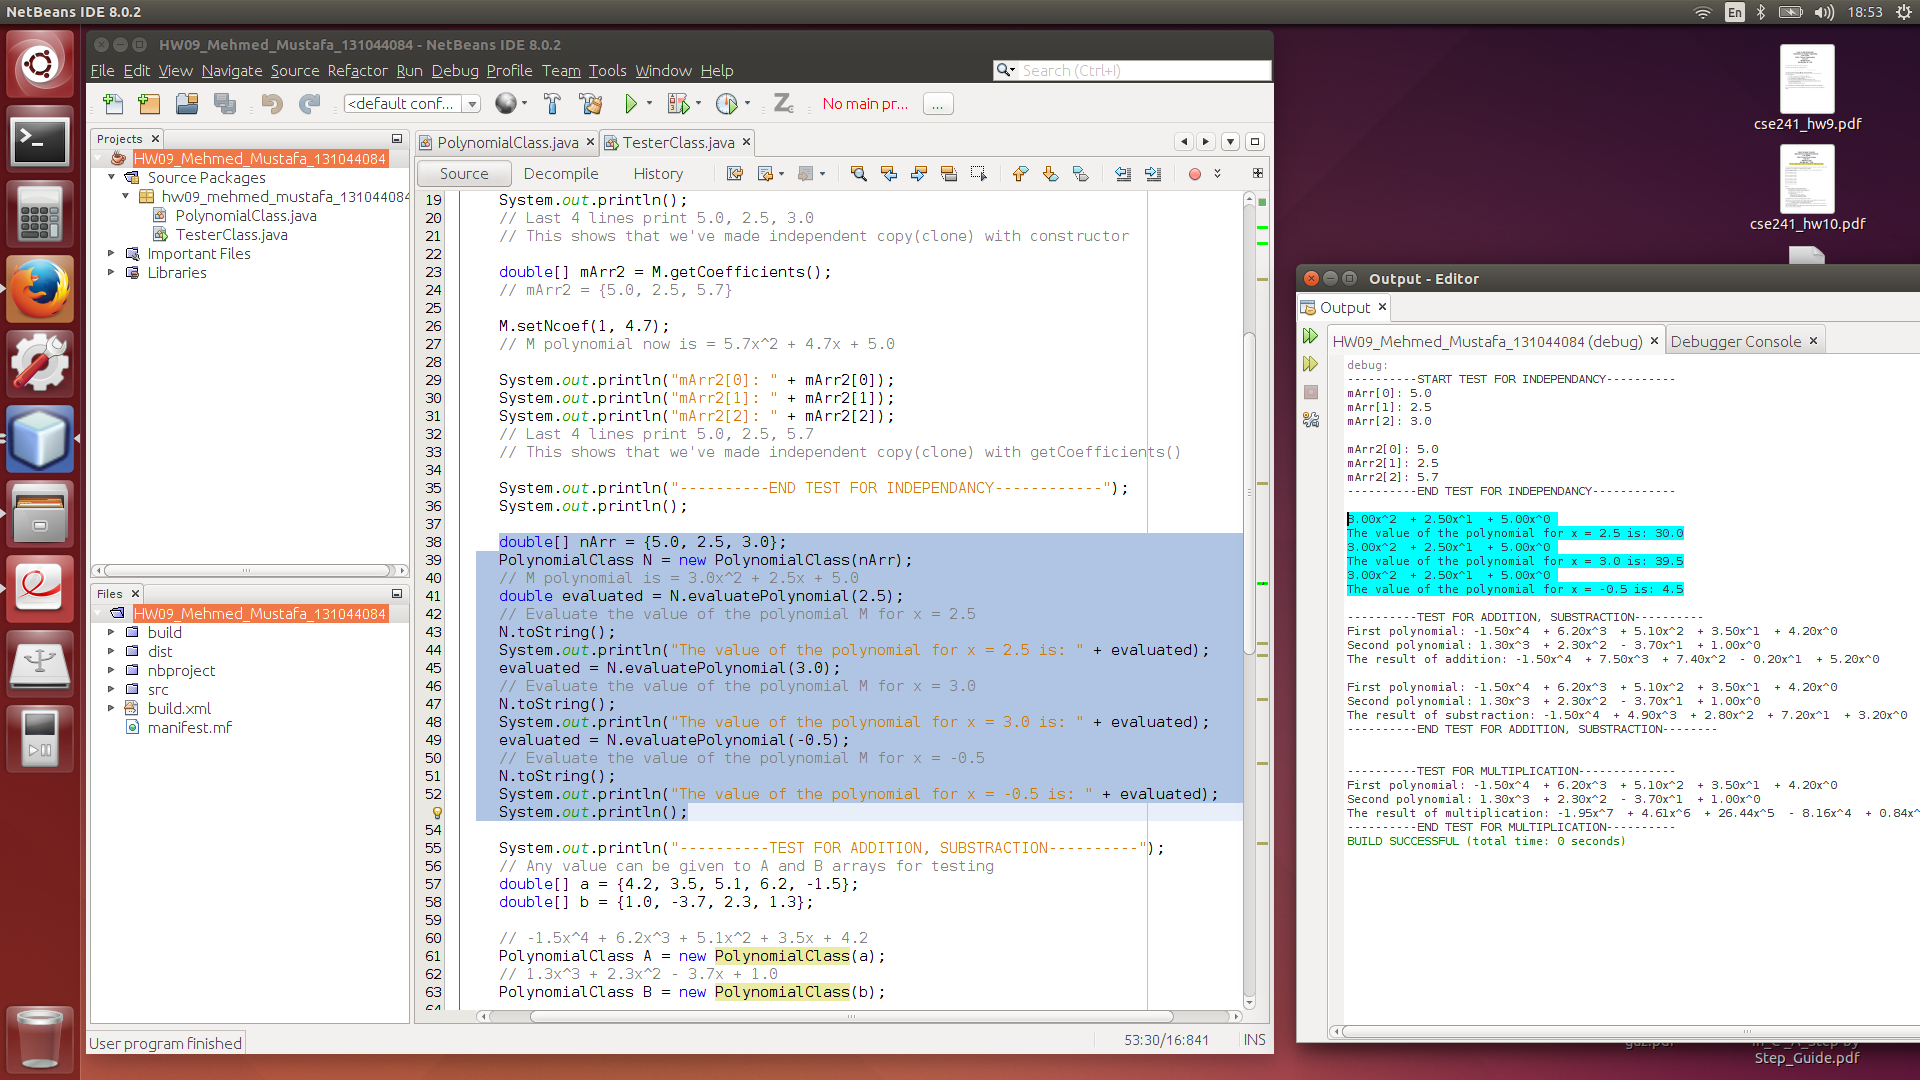 NetBeans IDE 8.0.2
En
18:53
HW09_Mehmed_Mustafa_131044084 - NetBeans IDE 8.0.2
File Edit View Navigate Source Refactor Run Debug Profile Team Tools Window Help
Search (Ctrl+I)
<default conf...
No main pr...
...
Projects
HW09_Mehmed_Mustafa_131044084
Source Packages
hw09_mehmed_mustafa_131044084
PolynomialClass.java
TesterClass.java
Important Files
Libraries
Files
HW09_Mehmed_Mustafa_131044084
build
dist
nbproject
src
build.xml
manifest.mf
PolynomialClass.java
TesterClass.java
Source Decompile History
19 System.out.println();
20 // Last 4 lines print 5.0, 2.5, 3.0
21 // This shows that we've made independent copy(clone) with constructor
22
23 double[] mArr2 = M.getCoefficients();
24 // mArr2 = {5.0, 2.5, 5.7}
25
26 M.setNcoef(1, 4.7);
27 // M polynomial now is = 5.7x^2 + 4.7x + 5.0
28
29 System.out.println("mArr2[0]: " + mArr2[0]);
30 System.out.println("mArr2[1]: " + mArr2[1]);
31 System.out.println("mArr2[2]: " + mArr2[2]);
32 // Last 4 lines print 5.0, 2.5, 5.7
33 // This shows that we've made independent copy(clone) with getCoefficients()
34
35 System.out.println("----------END TEST FOR INDEPENDANCY------------");
36 System.out.println();
37
38 double[] nArr = {5.0, 2.5, 3.0};
39 PolynomialClass N = new PolynomialClass(nArr);
40 // M polynomial is = 3.0x^2 + 2.5x + 5.0
41 double evaluated = N.evaluatePolynomial(2.5);
42 // Evaluate the value of the polynomial M for x = 2.5
43 N.toString();
44 System.out.println("The value of the polynomial for x = 2.5 is: " + evaluated);
45 evaluated = N.evaluatePolynomial(3.0);
46 // Evaluate the value of the polynomial M for x = 3.0
47 N.toString();
48 System.out.println("The value of the polynomial for x = 3.0 is: " + evaluated);
49 evaluated = N.evaluatePolynomial(-0.5);
50 // Evaluate the value of the polynomial M for x = -0.5
51 N.toString();
52 System.out.println("The value of the polynomial for x = -0.5 is: " + evaluated);
System.out.println();
54
55 System.out.println("----------TEST FOR ADDITION, SUBSTRACTION----------");
56 // Any value can be given to A and B arrays for testing
57 double[] a = {4.2, 3.5, 5.1, 6.2, -1.5};
58 double[] b = {1.0, -3.7, 2.3, 1.3};
59
60 // -1.5x^4 + 6.2x^3 + 5.1x^2 + 3.5x + 4.2
61 PolynomialClass A = new PolynomialClass(a);
62 // 1.3x^3 + 2.3x^2 - 3.7x + 1.0
63 PolynomialClass B = new PolynomialClass(b);
User program finished
53:30/16:841 INS
cse241_hw9.pdf
cse241_hw10.pdf
Output - Editor
Output
HW09_Mehmed_Mustafa_131044084 (debug)
Debugger Console
debug:
----------START TEST FOR INDEPENDANCY----------
mArr[0]: 5.0
mArr[1]: 2.5
mArr[2]: 3.0
mArr2[0]: 5.0
mArr2[1]: 2.5
mArr2[2]: 5.7
----------END TEST FOR INDEPENDANCY------------
3.00x^2 + 2.50x^1 + 5.00x^0
The value of the polynomial for x = 2.5 is: 30.0
3.00x^2 + 2.50x^1 + 5.00x^0
The value of the polynomial for x = 3.0 is: 39.5
3.00x^2 + 2.50x^1 + 5.00x^0
The value of the polynomial for x = -0.5 is: 4.5
----------TEST FOR ADDITION, SUBSTRACTION----------
First polynomial: -1.50x^4 + 6.20x^3 + 5.10x^2 + 3.50x^1 + 4.20x^0
Second polynomial: 1.30x^3 + 2.30x^2 - 3.70x^1 + 1.00x^0
The result of addition: -1.50x^4 + 7.50x^3 + 7.40x^2 - 0.20x^1 + 5.20x^0
First polynomial: -1.50x^4 + 6.20x^3 + 5.10x^2 + 3.50x^1 + 4.20x^0
Second polynomial: 1.30x^3 + 2.30x^2 - 3.70x^1 + 1.00x^0
The result of substraction: -1.50x^4 + 4.90x^3 + 2.80x^2 + 7.20x^1 + 3.20x^0
----------END TEST FOR ADDITION, SUBSTRACTION--------
----------TEST FOR MULTIPLICATION--------------
First polynomial: -1.50x^4 + 6.20x^3 + 5.10x^2 + 3.50x^1 + 4.20x^0
Second polynomial: 1.30x^3 + 2.30x^2 - 3.70x^1 + 1.00x^0
The result of multiplication: -1.95x^7 + 4.61x^6 + 26.44x^5 - 8.16x^4 + 0.84x^
----------END TEST FOR MULTIPLICATION----------
BUILD SUCCESSFUL (total time: 0 seconds)
Step_Guide.pdf